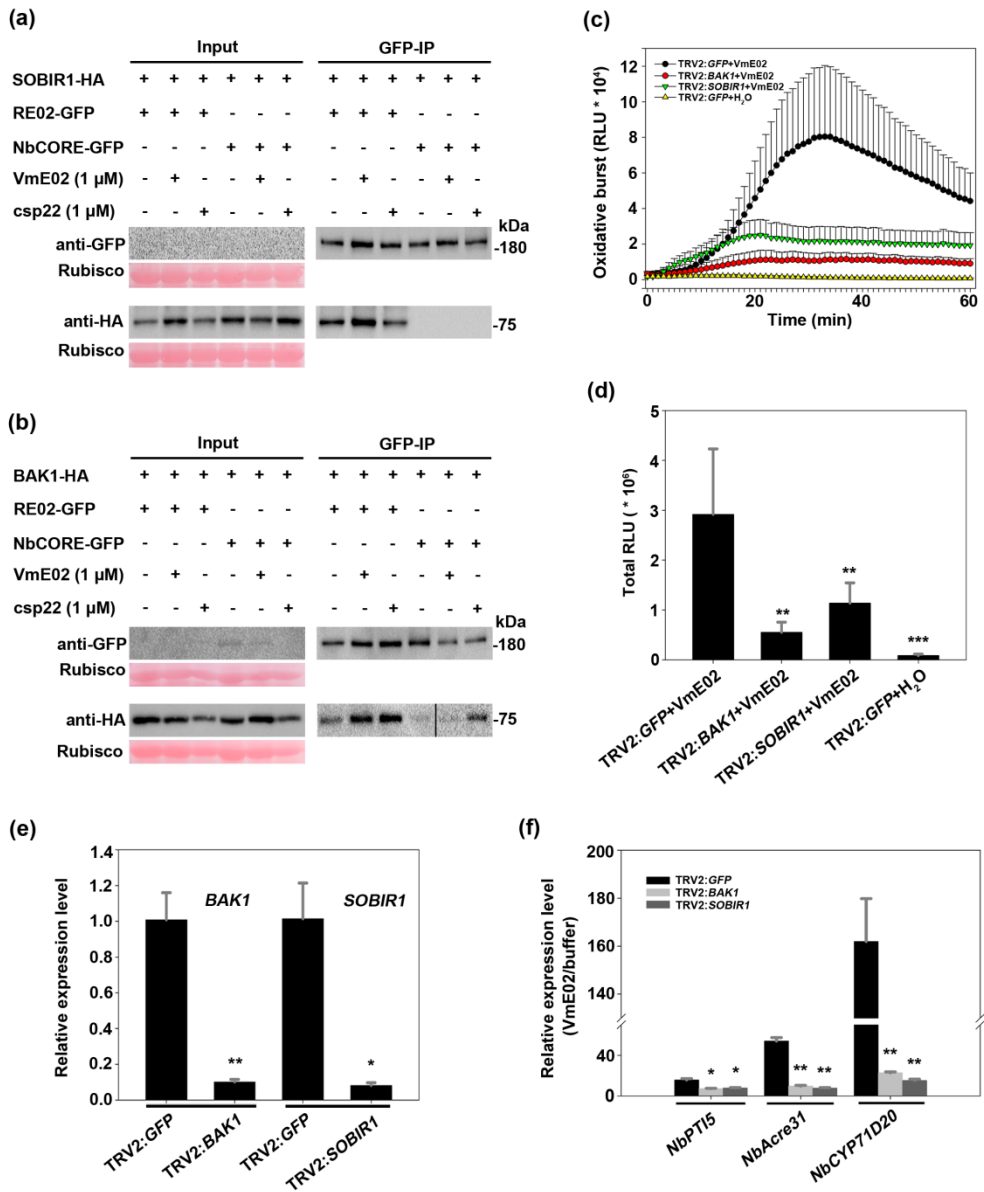 (a)
Input GFP-IP
SOBIR1-HA + + + + + + + + + + + +
RE02-GFP + + + - - - + + + - - -
NbCORE-GFP - - - + + + - - - + + +
VmE02 (1 µM) - + - - + - - + - - + -
csp22 (1 µM) - - + - - + - - + - - +
kDa
anti-GFP -180
Rubisco
anti-HA -75
Rubisco
(b)
Input GFP-IP
BAK1-HA + + + + + + + + + + + +
RE02-GFP + + + - - - + + + - - -
NbCORE-GFP - - - + + + - - - + + +
VmE02 (1 µM) - + - - + - - + - - + -
csp22 (1 µM) - - + - - + - - + - - +
kDa
anti-GFP -180
Rubisco
anti-HA -75
Rubisco
(c)
Oxidative burst (RLU * 10⁴)
12
10
8
6
4
2
0
TRV2:GFP+VmE02
TRV2:BAK1+VmE02
TRV2:SOBIR1+VmE02
TRV2:GFP+H₂O
0 20 40 60
Time (min)
(d)
Total RLU ( * 10⁶)
5
4
3
2
1
0
** ** ***
TRV2:GFP+VmE02
TRV2:BAK1+VmE02
TRV2:SOBIR1+VmE02
TRV2:GFP+H₂O
(e)
Relative expression level
1.4
1.2
1.0
0.8
0.6
0.4
0.2
0.0
BAK1 SOBIR1
** *
TRV2:GFP
TRV2:BAK1
TRV2:GFP
TRV2:SOBIR1
(f)
Relative expression level
(VmE02/buffer)
200
180
160
140
40
0
TRV2:GFP
TRV2:BAK1
TRV2:SOBIR1
* * ** ** ** **
NbPTI5
NbAcre31
NbCYP71D20